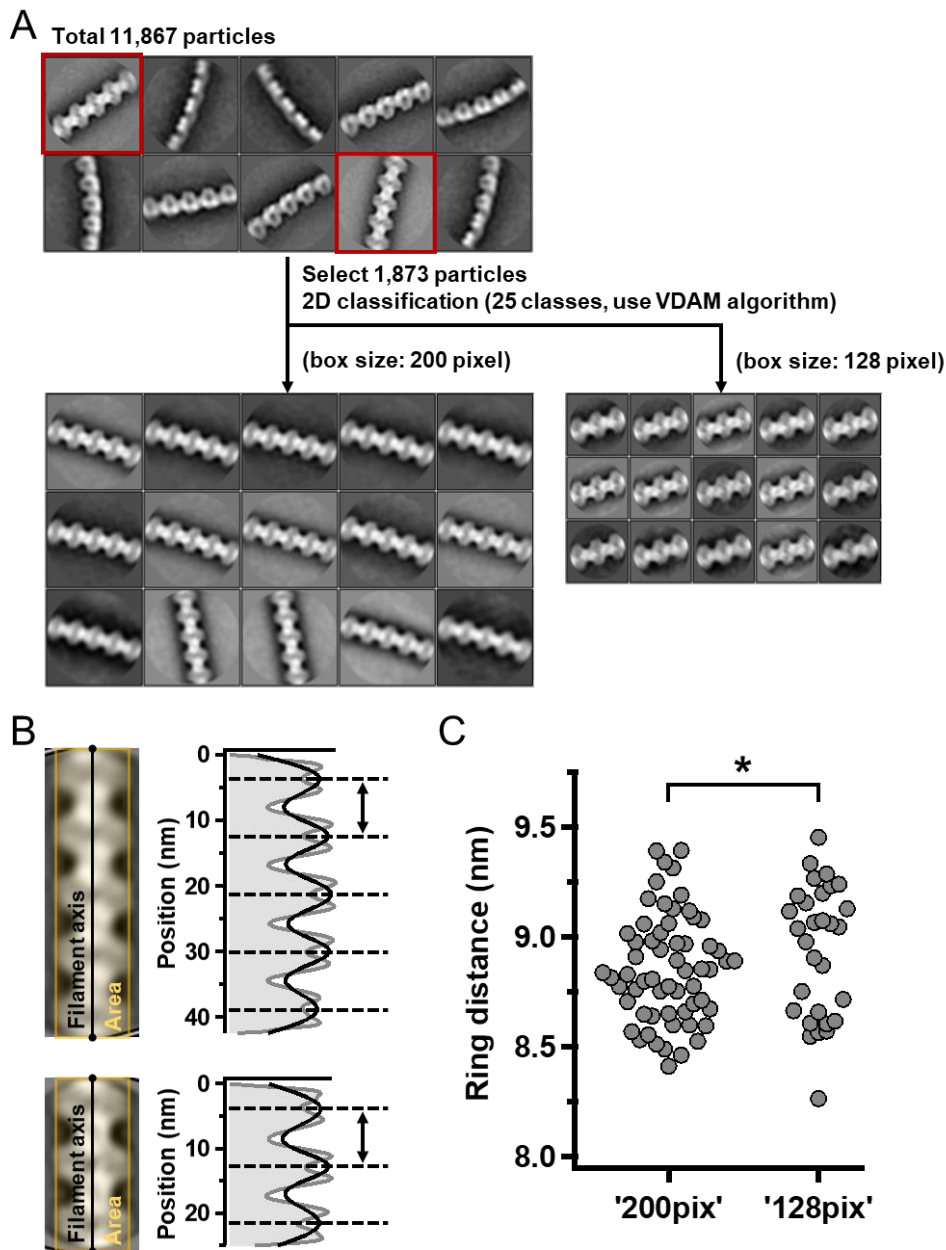 A
Total 11,867 particles
Select 1,873 particles
2D classification (25 classes, use VDAM algorithm)
(box size: 200 pixel)
(box size: 128 pixel)
B
Filament axis
Area
Position (nm)
0
10
20
30
40
Filament axis
Area
Position (nm)
0
10
20
C
*
Ring distance (nm)
9.5
9.0
8.5
8.0
'200pix'
'128pix'